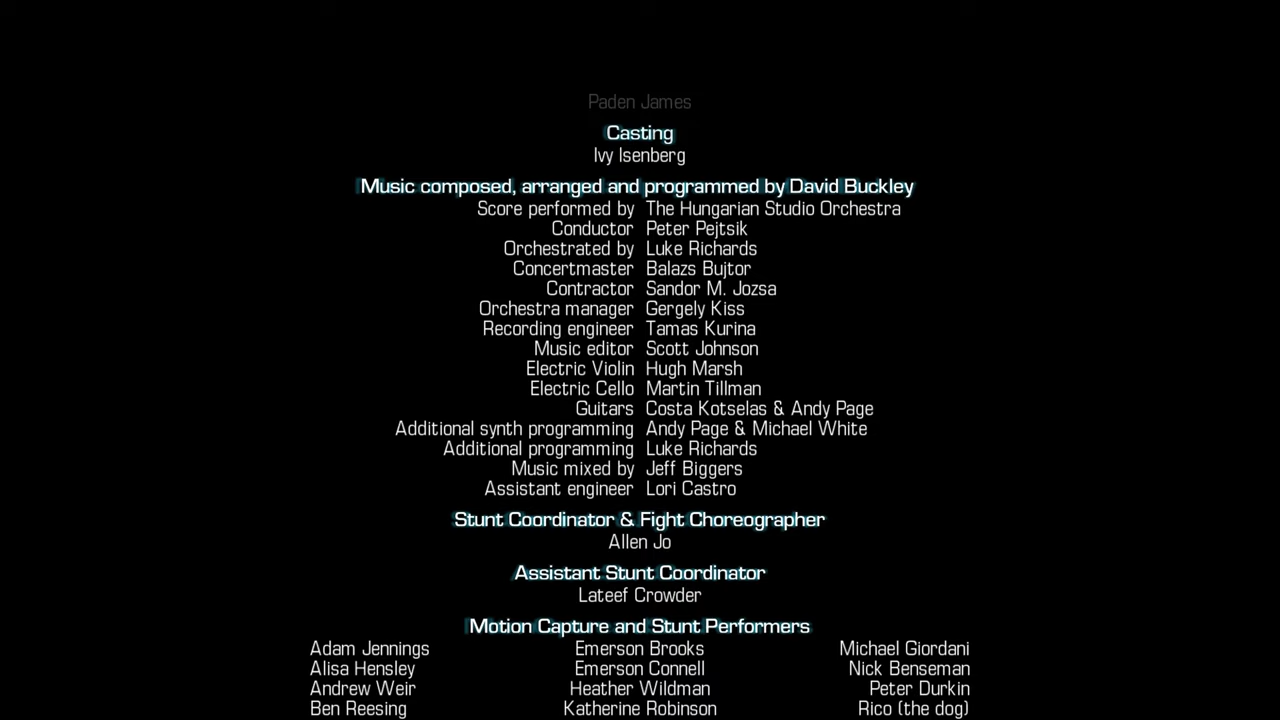 Paden James
Casting
Ivy Isenberg
Music composed, arranged and programmed by David Buckley
Score performed by The Hungarian Studio Orchestra
Conductor Peter Pejtsik
Orchestrated by Luke Richards
Concertmaster Balazs Bujtor
Contractor Sandor M. Jozsa
Orchestra manager Gergely Kiss
Recording engineer Tamas Kurina
Music editor Scott Johnson
Electric Violin Hugh Marsh
Electric Cello Martin Tillman
Guitars Costa Kotselas & Andy Page
Additional synth programming Andy Page & Michael White
Additional programming Luke Richards
Music mixed by Jeff Biggers
Assistant engineer Lori Castro
Stunt Coordinator & Fight Choreographer
Allen Jo
Assistant Stunt Coordinator
Lateef Crowder
Motion Capture and Stunt Performers
Adam Jennings Emerson Brooks Michael Giordani
Alisa Hensley Emerson Connell Nick Benseman
Andrew Weir Heather Wildman Peter Durkin
Ben Reesing Katherine Robinson Rico (the dog)